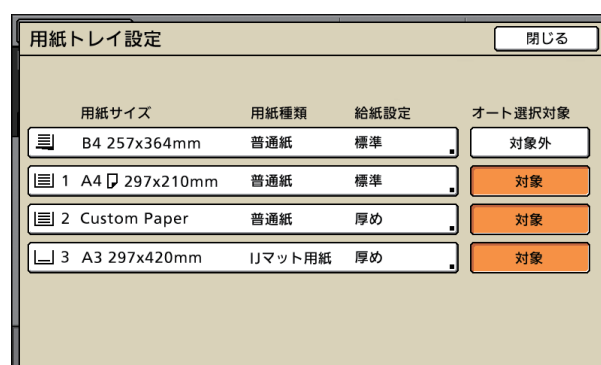 用紙トレイ設定 閉じる
用紙サイズ 用紙種類 給紙設定 オート選択対象
B4 257x364mm 普通紙 標準 対象外
1 A4 297x210mm 普通紙 標準 対象
2 Custom Paper 普通紙 厚め 対象
3 A3 297x420mm IJマット用紙 厚め 対象